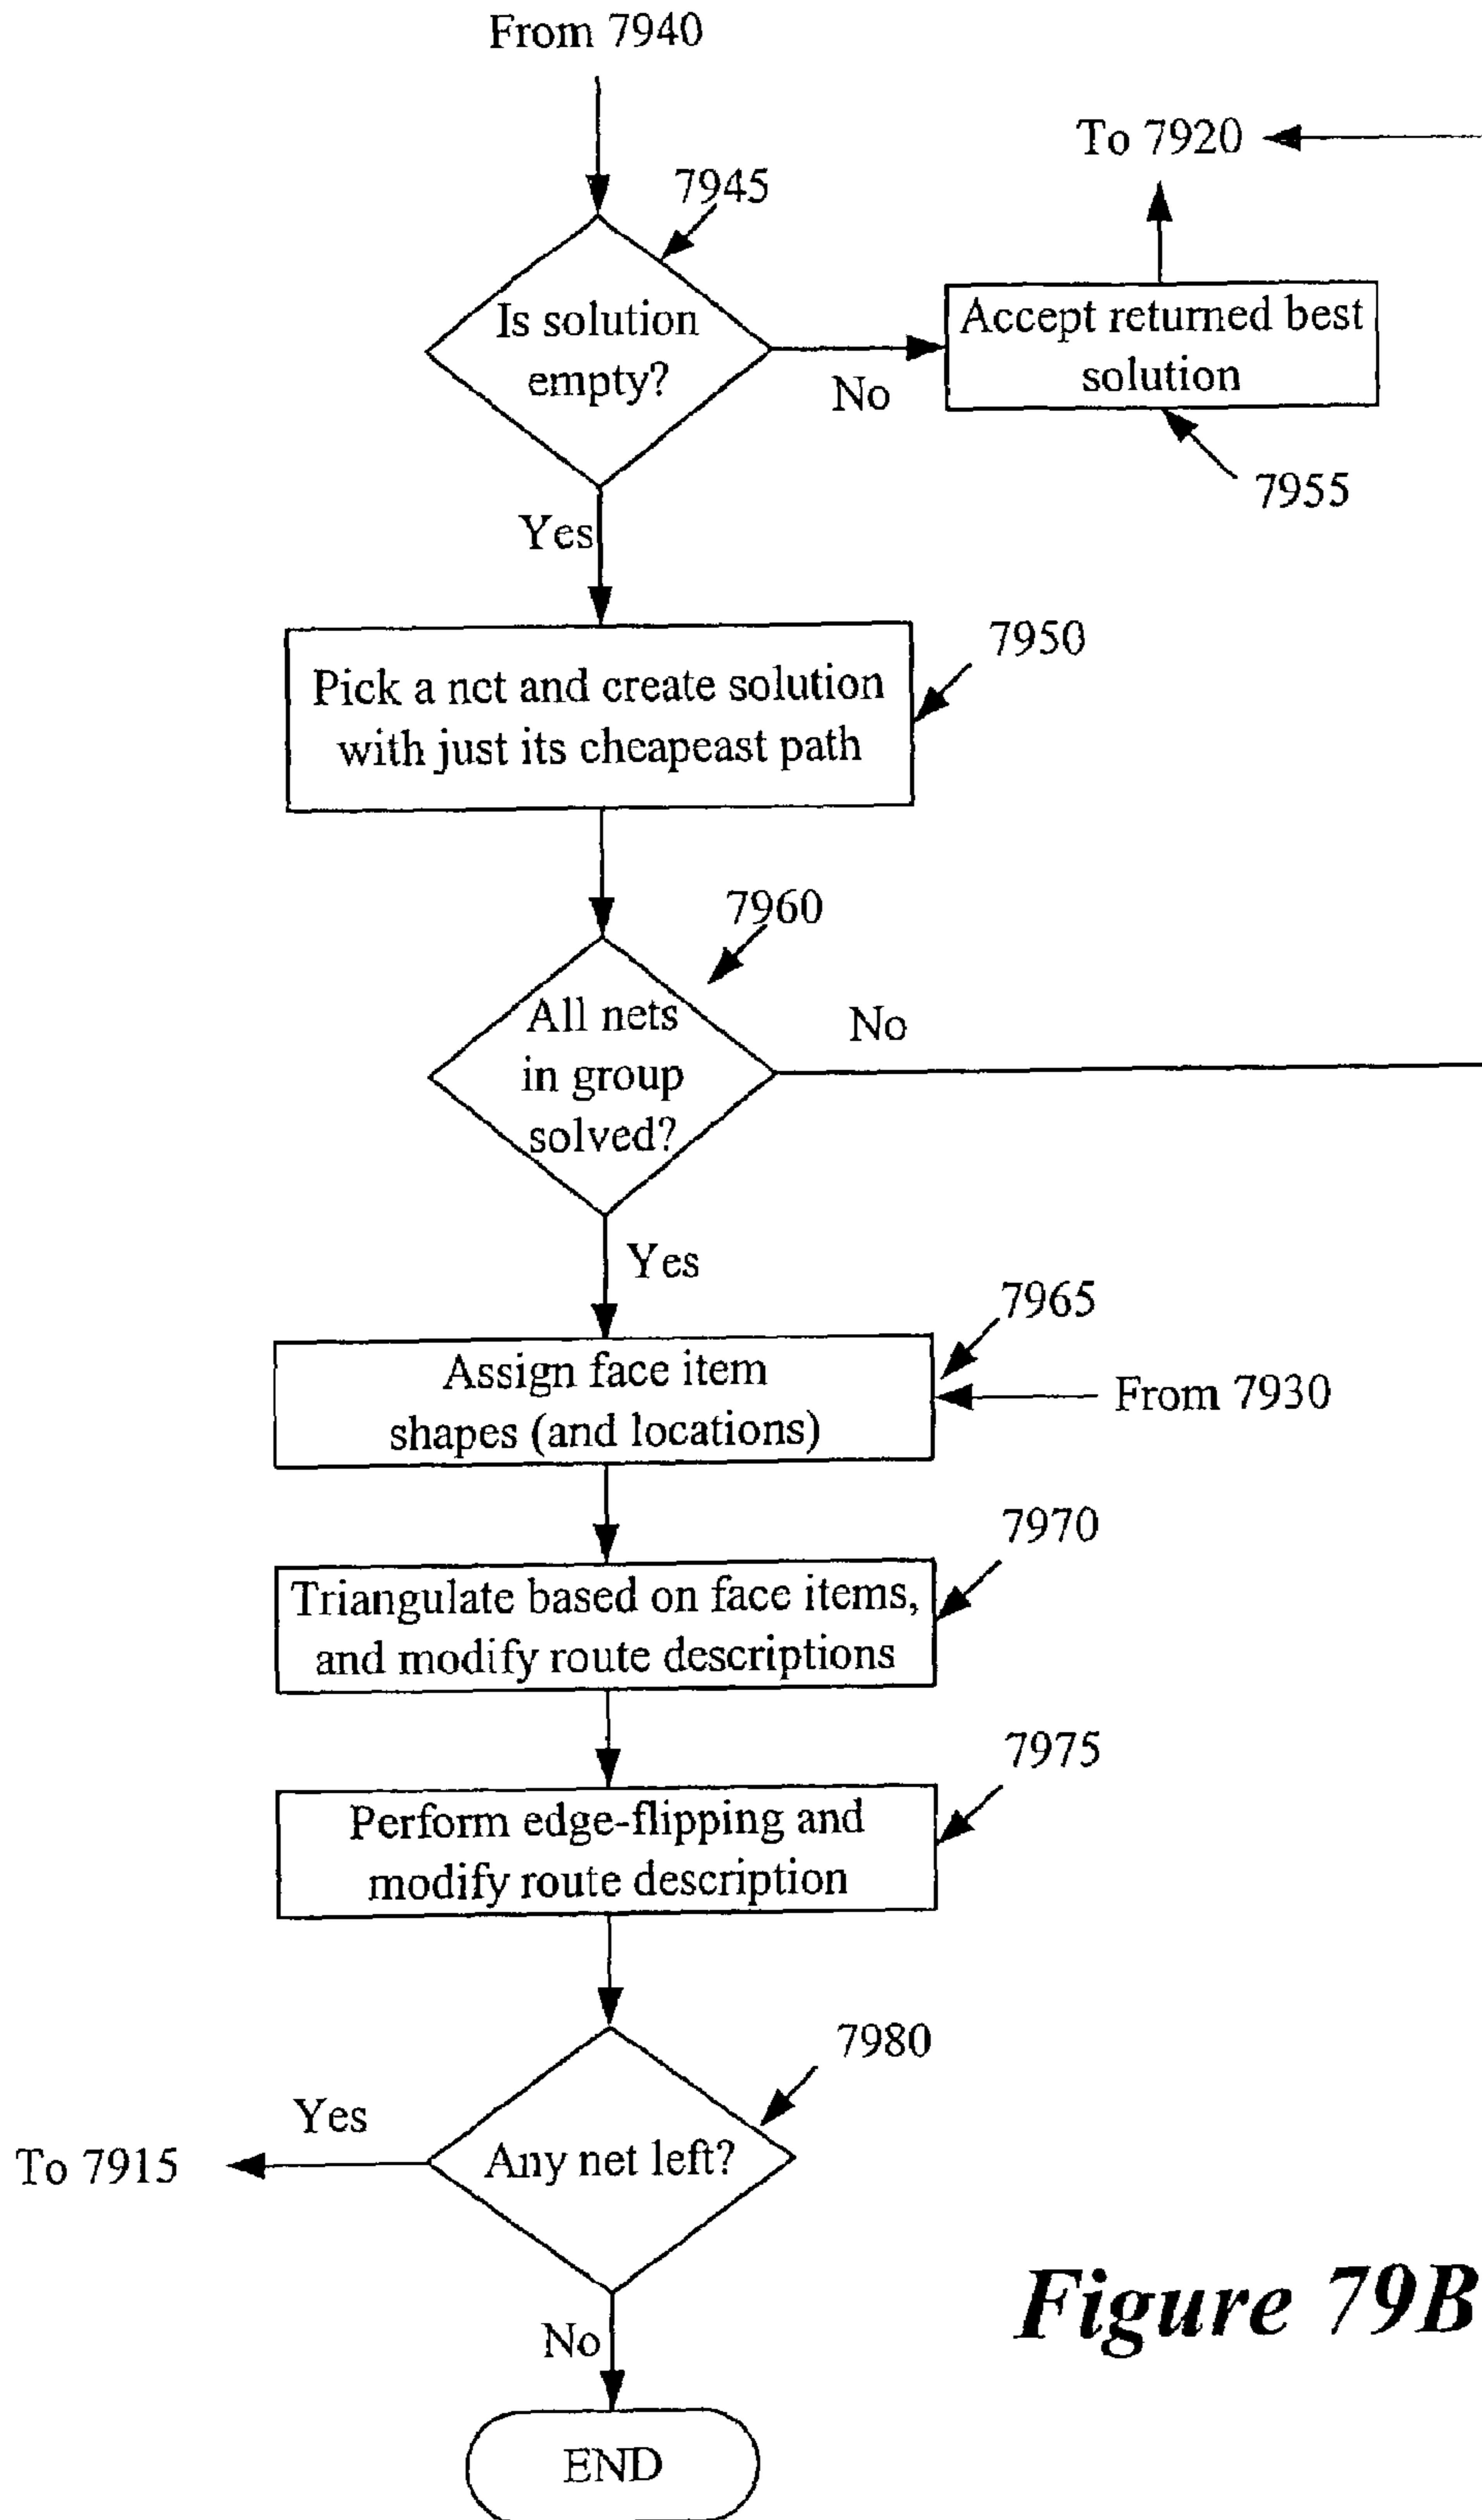 From 7940
To 7920
7945
Is solution
empty?
No
Accept returned best
solution
7955
Yes
7950
Pick a net and create solution
with just its cheapeast path
7960
All nets
in group
solved?
No
Yes
7965
Assign face item
shapes (and locations)
From 7930
7970
Triangulate based on face items,
and modify route descriptions
7975
Perform edge-flipping and
modify route description
7980
Yes
To 7915
Any net left?
No
END
Figure 79B